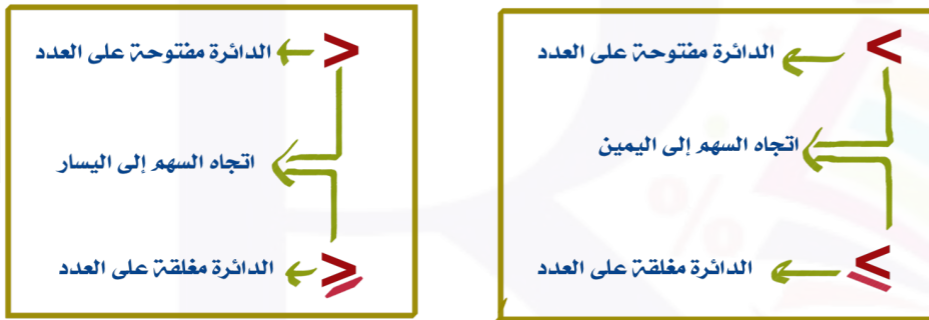 الدائرة مفتوحة على العدد <
اتجاه السهم إلى اليمين
الدائرة مغلقة على العدد ≤
الدائرة مفتوحة على العدد >
اتجاه السهم إلى اليسار
الدائرة مغلقة على العدد ≥
%